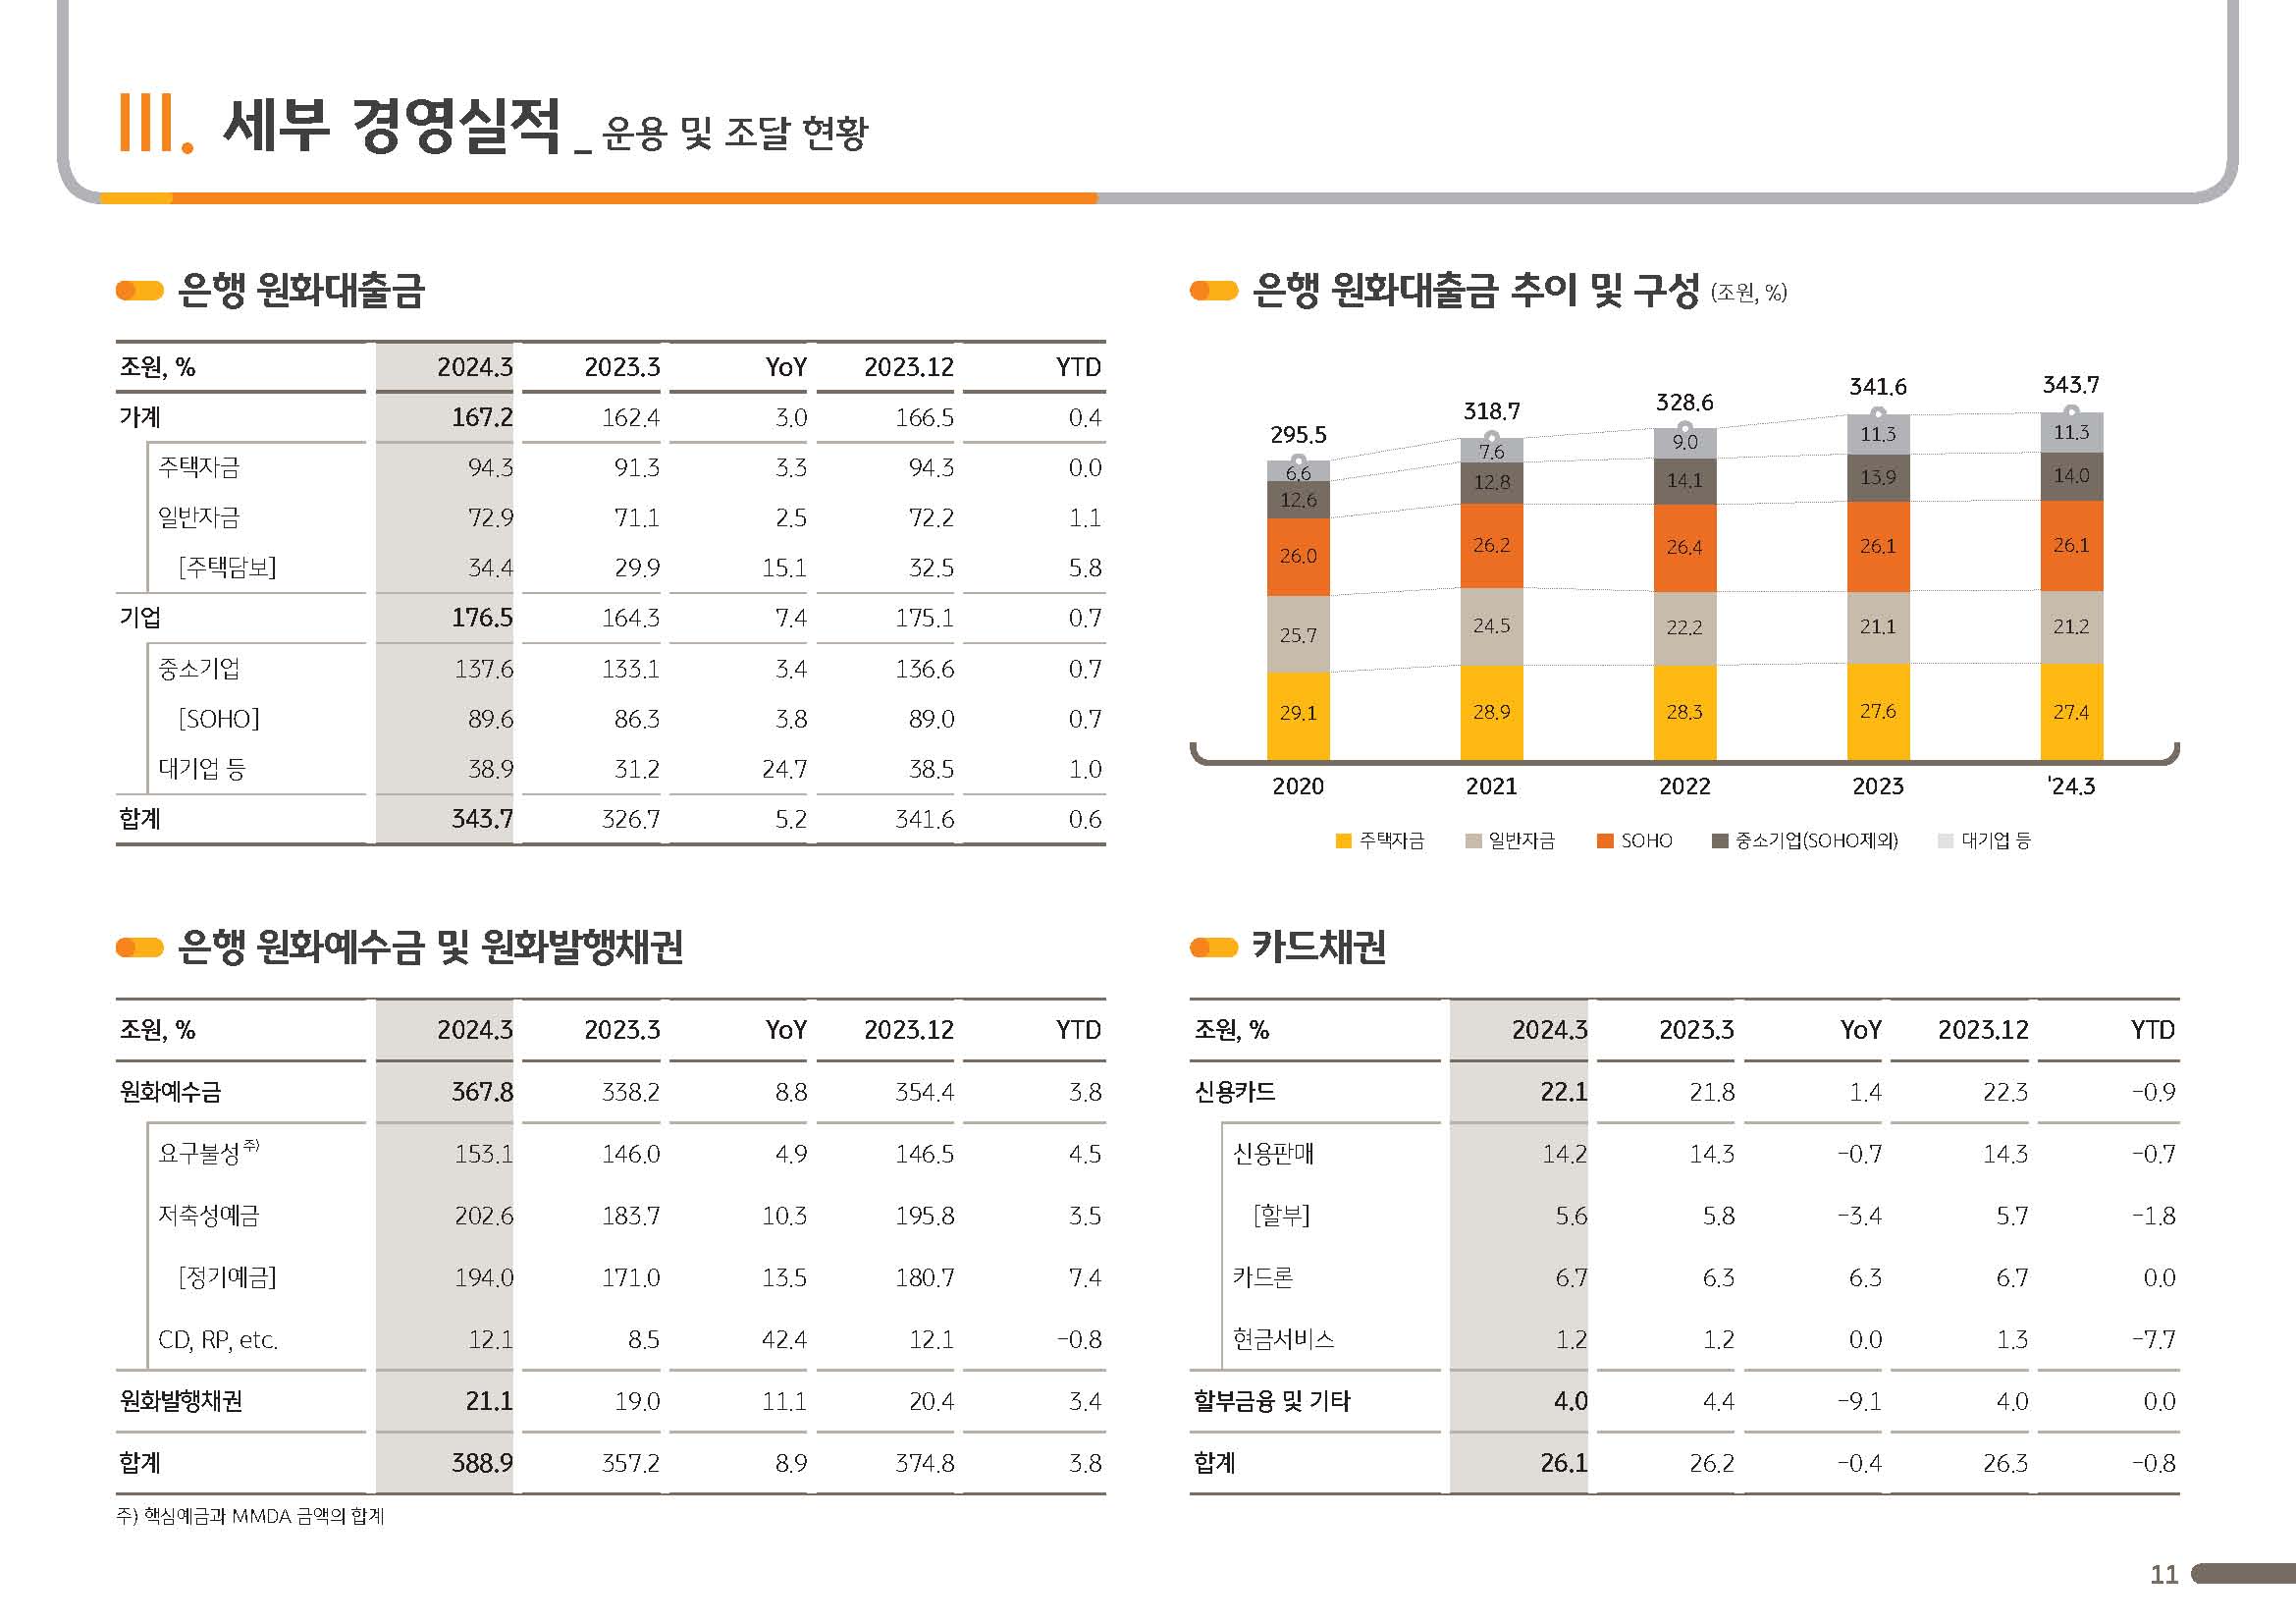 III. 세부 경영실적 _ 운용 및 조달 현황
은행 원화대출금
조원, % 2024.3 2023.3 YoY 2023.12 YTD
가계 167.2 162.4 3.0 166.5 0.4
주택자금 94.3 91.3 3.3 94.3 0.0
일반자금 72.9 71.1 2.5 72.2 1.1
[주택담보] 34.4 29.9 15.1 32.5 5.8
기업 176.5 164.3 7.4 175.1 0.7
중소기업 137.6 133.1 3.4 136.6 0.7
[SOHO] 89.6 86.3 3.8 89.0 0.7
대기업 등 38.9 31.2 24.7 38.5 1.0
합계 343.7 326.7 5.2 341.6 0.6
은행 원화대출금 추이 및 구성 (조원, %)
295.5 318.7 328.6 341.6 343.7
6.6 7.6 9.0 11.3 11.3
12.6 12.8 14.1 13.9 14.0
26.0 26.2 26.4 26.1 26.1
25.7 24.5 22.2 21.1 21.2
29.1 28.9 28.3 27.6 27.4
2020 2021 2022 2023 '24.3
주택자금 일반자금 SOHO 중소기업(SOHO제외) 대기업 등
은행 원화예수금 및 원화발행채권
조원, % 2024.3 2023.3 YoY 2023.12 YTD
원화예수금 367.8 338.2 8.8 354.4 3.8
요구불성 주) 153.1 146.0 4.9 146.5 4.5
저축성예금 202.6 183.7 10.3 195.8 3.5
[정기예금] 194.0 171.0 13.5 180.7 7.4
CD, RP, etc. 12.1 8.5 42.4 12.1 -0.8
원화발행채권 21.1 19.0 11.1 20.4 3.4
합계 388.9 357.2 8.9 374.8 3.8
주) 핵심예금과 MMDA 금액의 합계
카드채권
조원, % 2024.3 2023.3 YoY 2023.12 YTD
신용카드 22.1 21.8 1.4 22.3 -0.9
신용판매 14.2 14.3 -0.7 14.3 -0.7
[할부] 5.6 5.8 -3.4 5.7 -1.8
카드론 6.7 6.3 6.3 6.7 0.0
현금서비스 1.2 1.2 0.0 1.3 -7.7
할부금융 및 기타 4.0 4.4 -9.1 4.0 0.0
합계 26.1 26.2 -0.4 26.3 -0.8
11